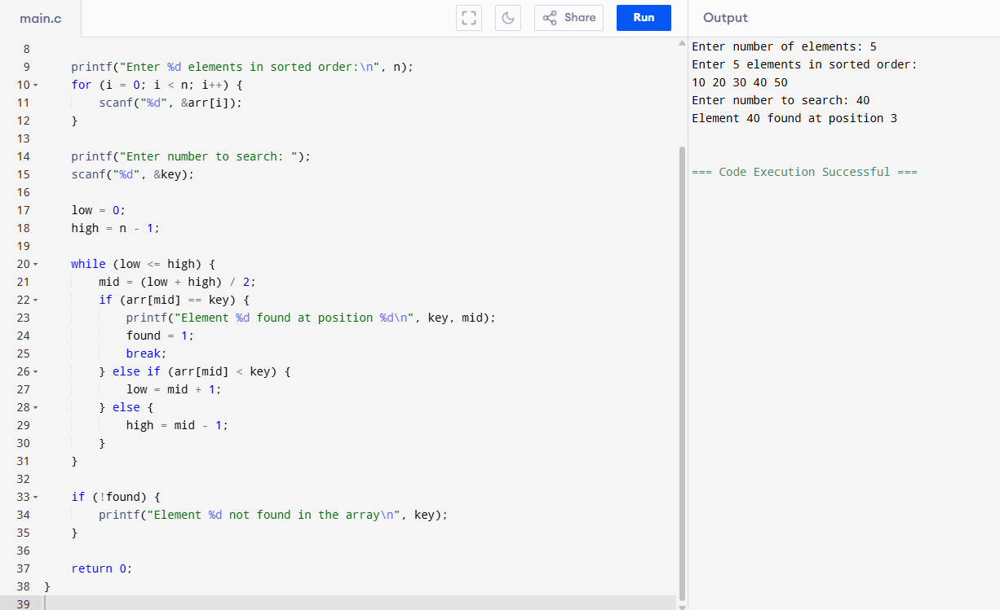 main.c
Share
Run
Output
8
9 printf("Enter %d elements in sorted order:\n", n);
10 for (i = 0; i < n; i++) {
11 scanf("%d", &arr[i]);
12 }
13
14 printf("Enter number to search: ");
15 scanf("%d", &key);
16
17 low = 0;
18 high = n - 1;
19
20 while (low <= high) {
21 mid = (low + high) / 2;
22 if (arr[mid] == key) {
23 printf("Element %d found at position %d\n", key, mid);
24 found = 1;
25 break;
26 } else if (arr[mid] < key) {
27 low = mid + 1;
28 } else {
29 high = mid - 1;
30 }
31 }
32
33 if (!found) {
34 printf("Element %d not found in the array\n", key);
35 }
36
37 return 0;
38 }
39
Enter number of elements: 5
Enter 5 elements in sorted order:
10 20 30 40 50
Enter number to search: 40
Element 40 found at position 3
=== Code Execution Successful ===